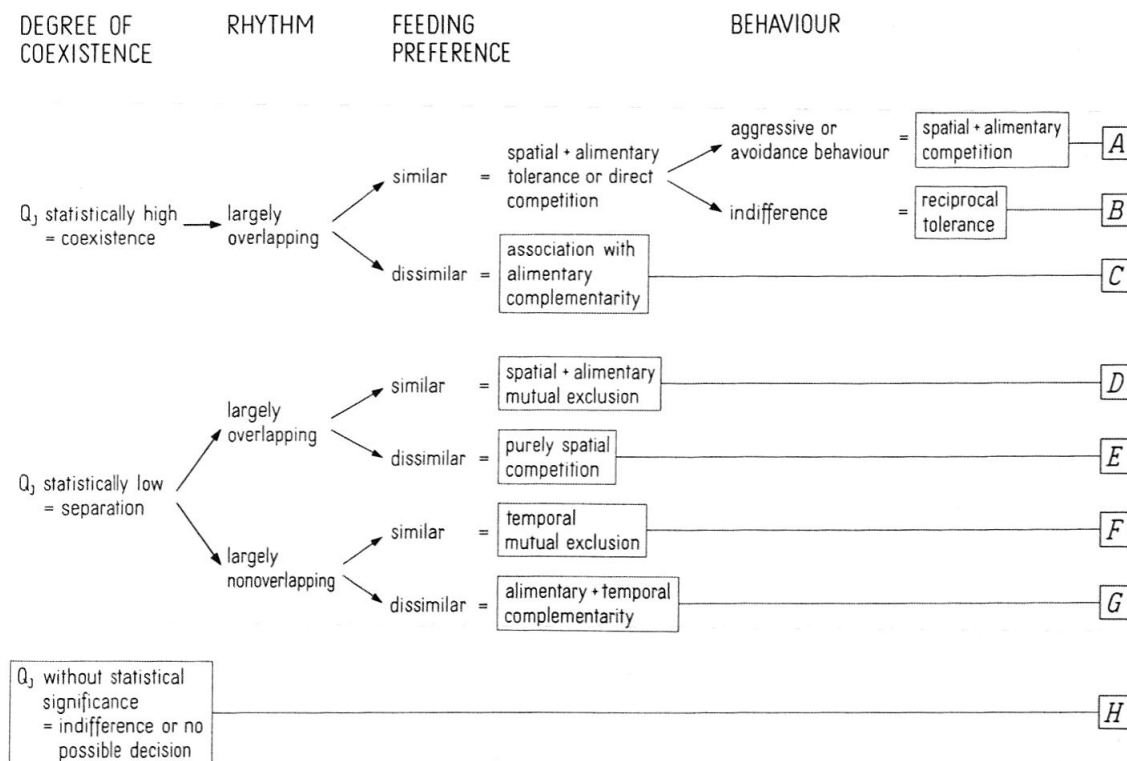 DEGREE OF COEXISTENCE
RHYTHM
FEEDING PREFERENCE
BEHAVIOUR
QJ statistically high
= coexistence
largely
overlapping
similar
=
spatial + alimentary
tolerance or direct
competition
aggressive or
avoidance behaviour
=
spatial + alimentary
competition
A
indifference
=
reciprocal
tolerance
B
dissimilar
=
association with
alimentary
complementarity
C
QJ statistically low
= separation
largely
overlapping
similar
=
spatial + alimentary
mutual exclusion
D
dissimilar
=
purely spatial
competition
E
largely
nonoverlapping
similar
=
temporal
mutual exclusion
F
dissimilar
=
alimentary + temporal
complementarity
G
QJ without statistical
significance
= indifference or no
possible decision
H